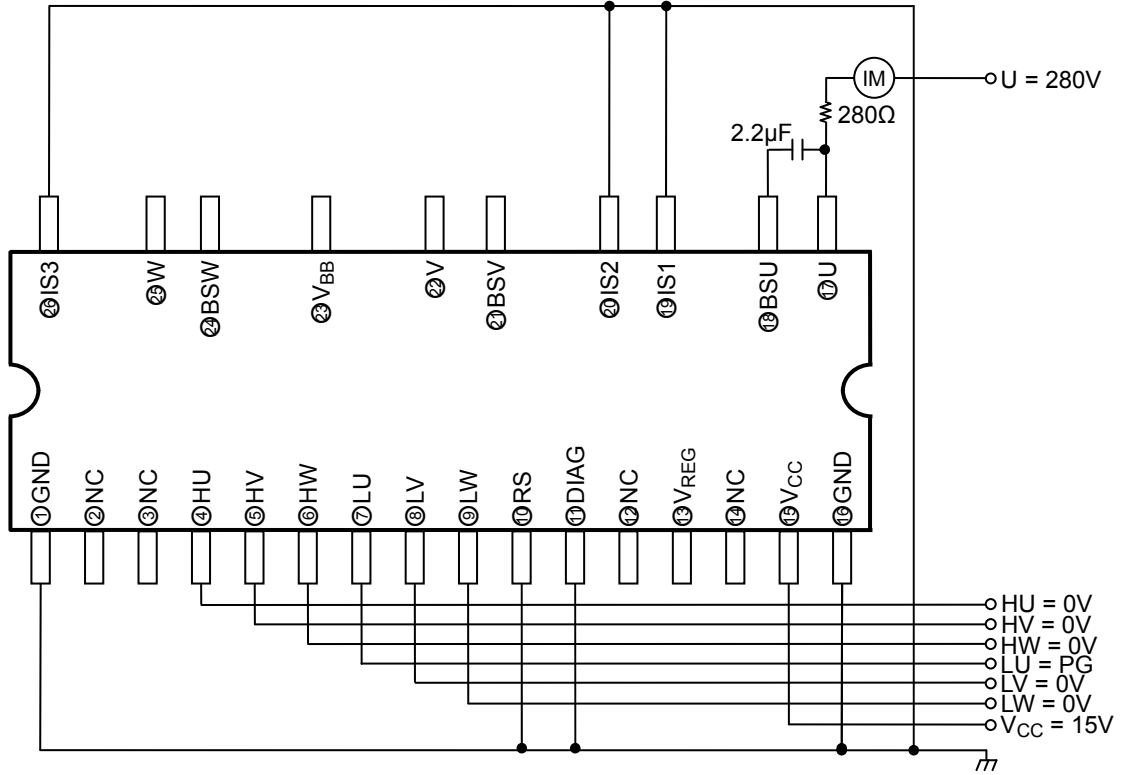 IM
U = 280V
280Ω
2.2μF
㉖IS3
㉕W
㉔BSW
㉓VBB
㉒V
㉑BSV
⑳IS2
⑲IS1
⑱BSU
⑰U
①GND
②NC
③NC
④HU
⑤HV
⑥HW
⑦LU
⑧LV
⑨LW
⑩RS
⑪DIAG
⑫NC
⑬VREG
⑭NC
⑮VCC
⑯GND
HU = 0V
HV = 0V
HW = 0V
LU = PG
LV = 0V
LW = 0V
VCC = 15V